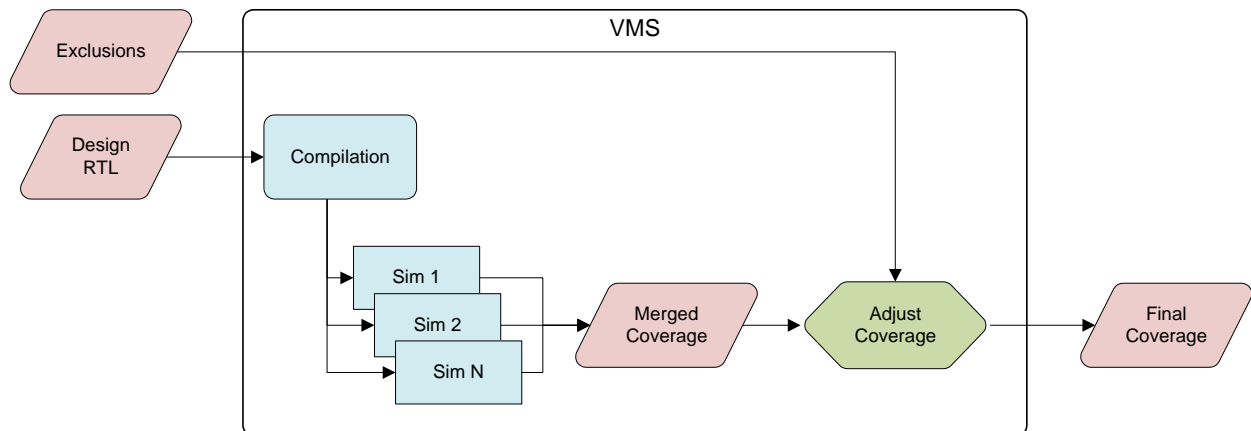 VMS
Exclusions
Design
RTL
Compilation
Sim 1
Sim 2
Sim N
Merged
Coverage
Adjust
Coverage
Final
Coverage